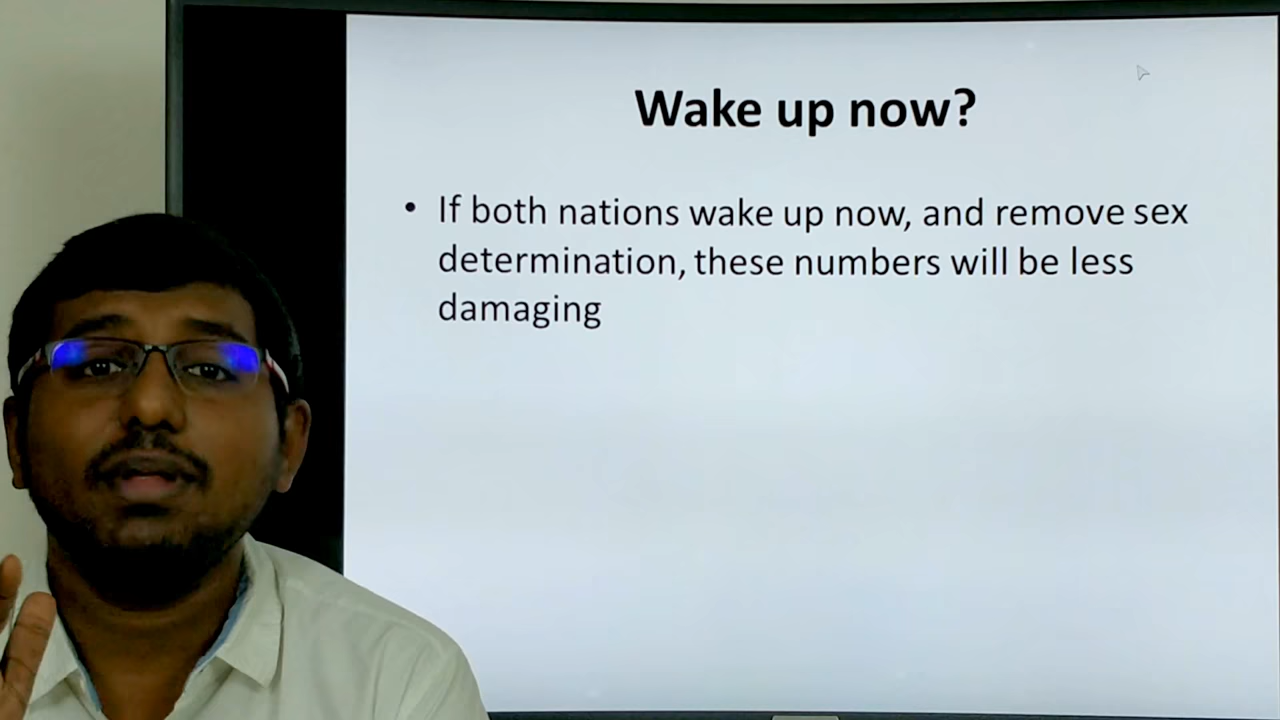 Wake up now?
• If both nations wake up now, and remove sex
determination, these numbers will be less
damaging